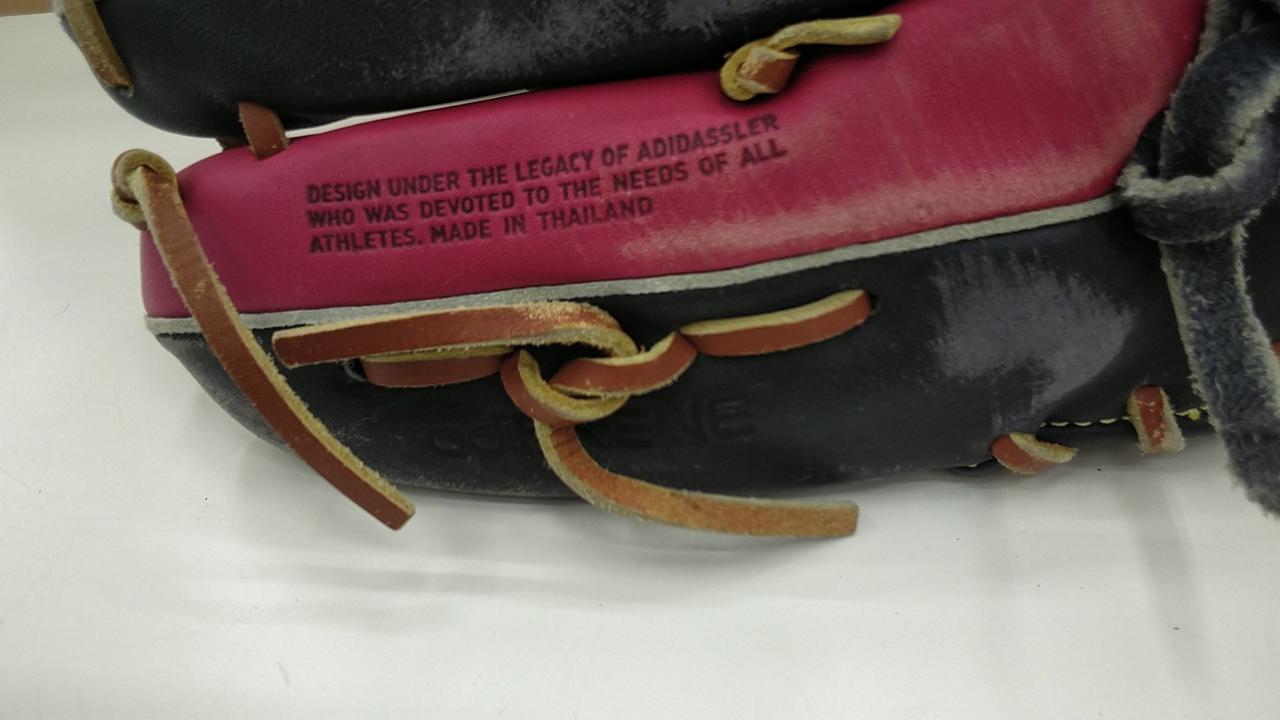 DESIGN UNDER THE LEGACY OF ADIDASSLER
WHO WAS DEVOTED TO THE NEEDS OF ALL
ATHLETES. MADE IN THAILAND